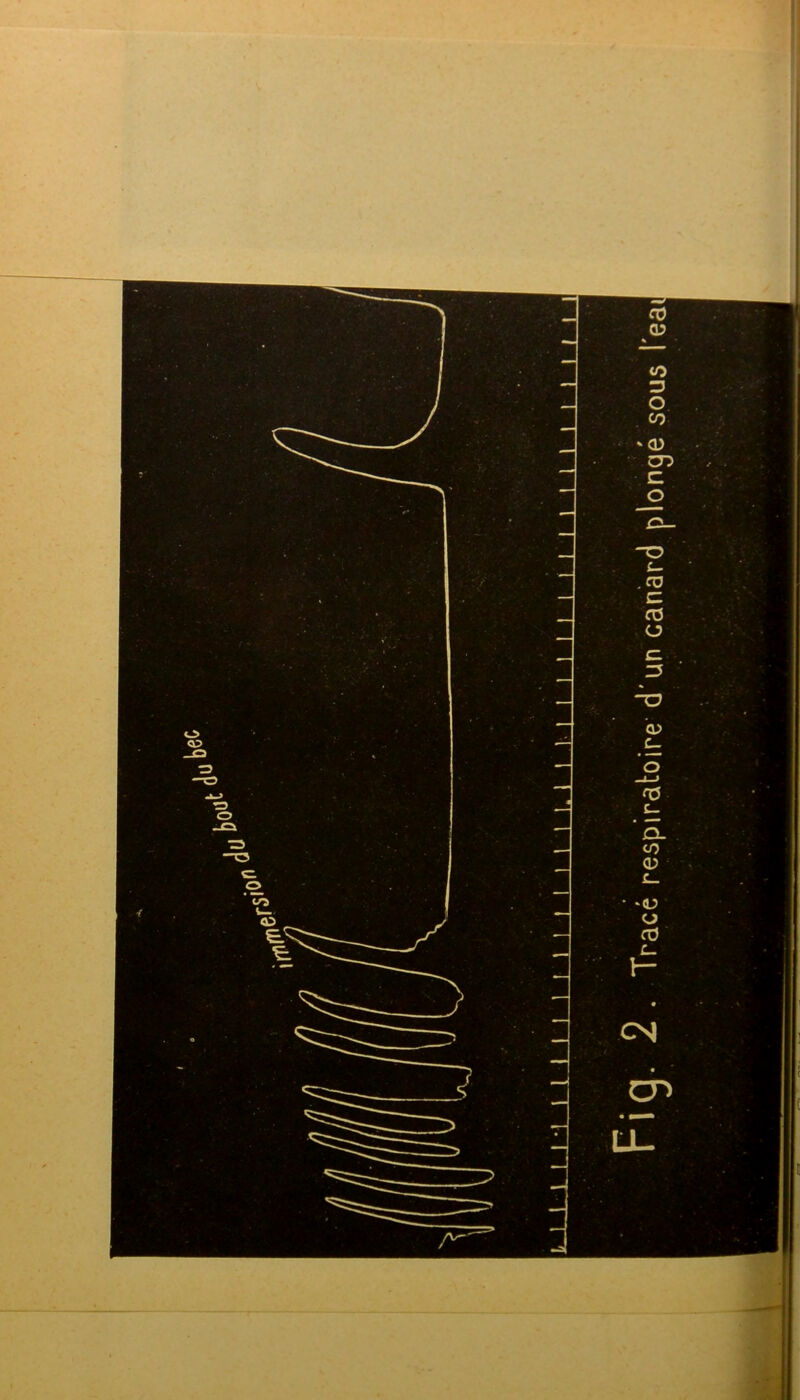 immersion du bout du bec
Fig. 2. Tracé respiratoire d'un canard plongé sous l'eau